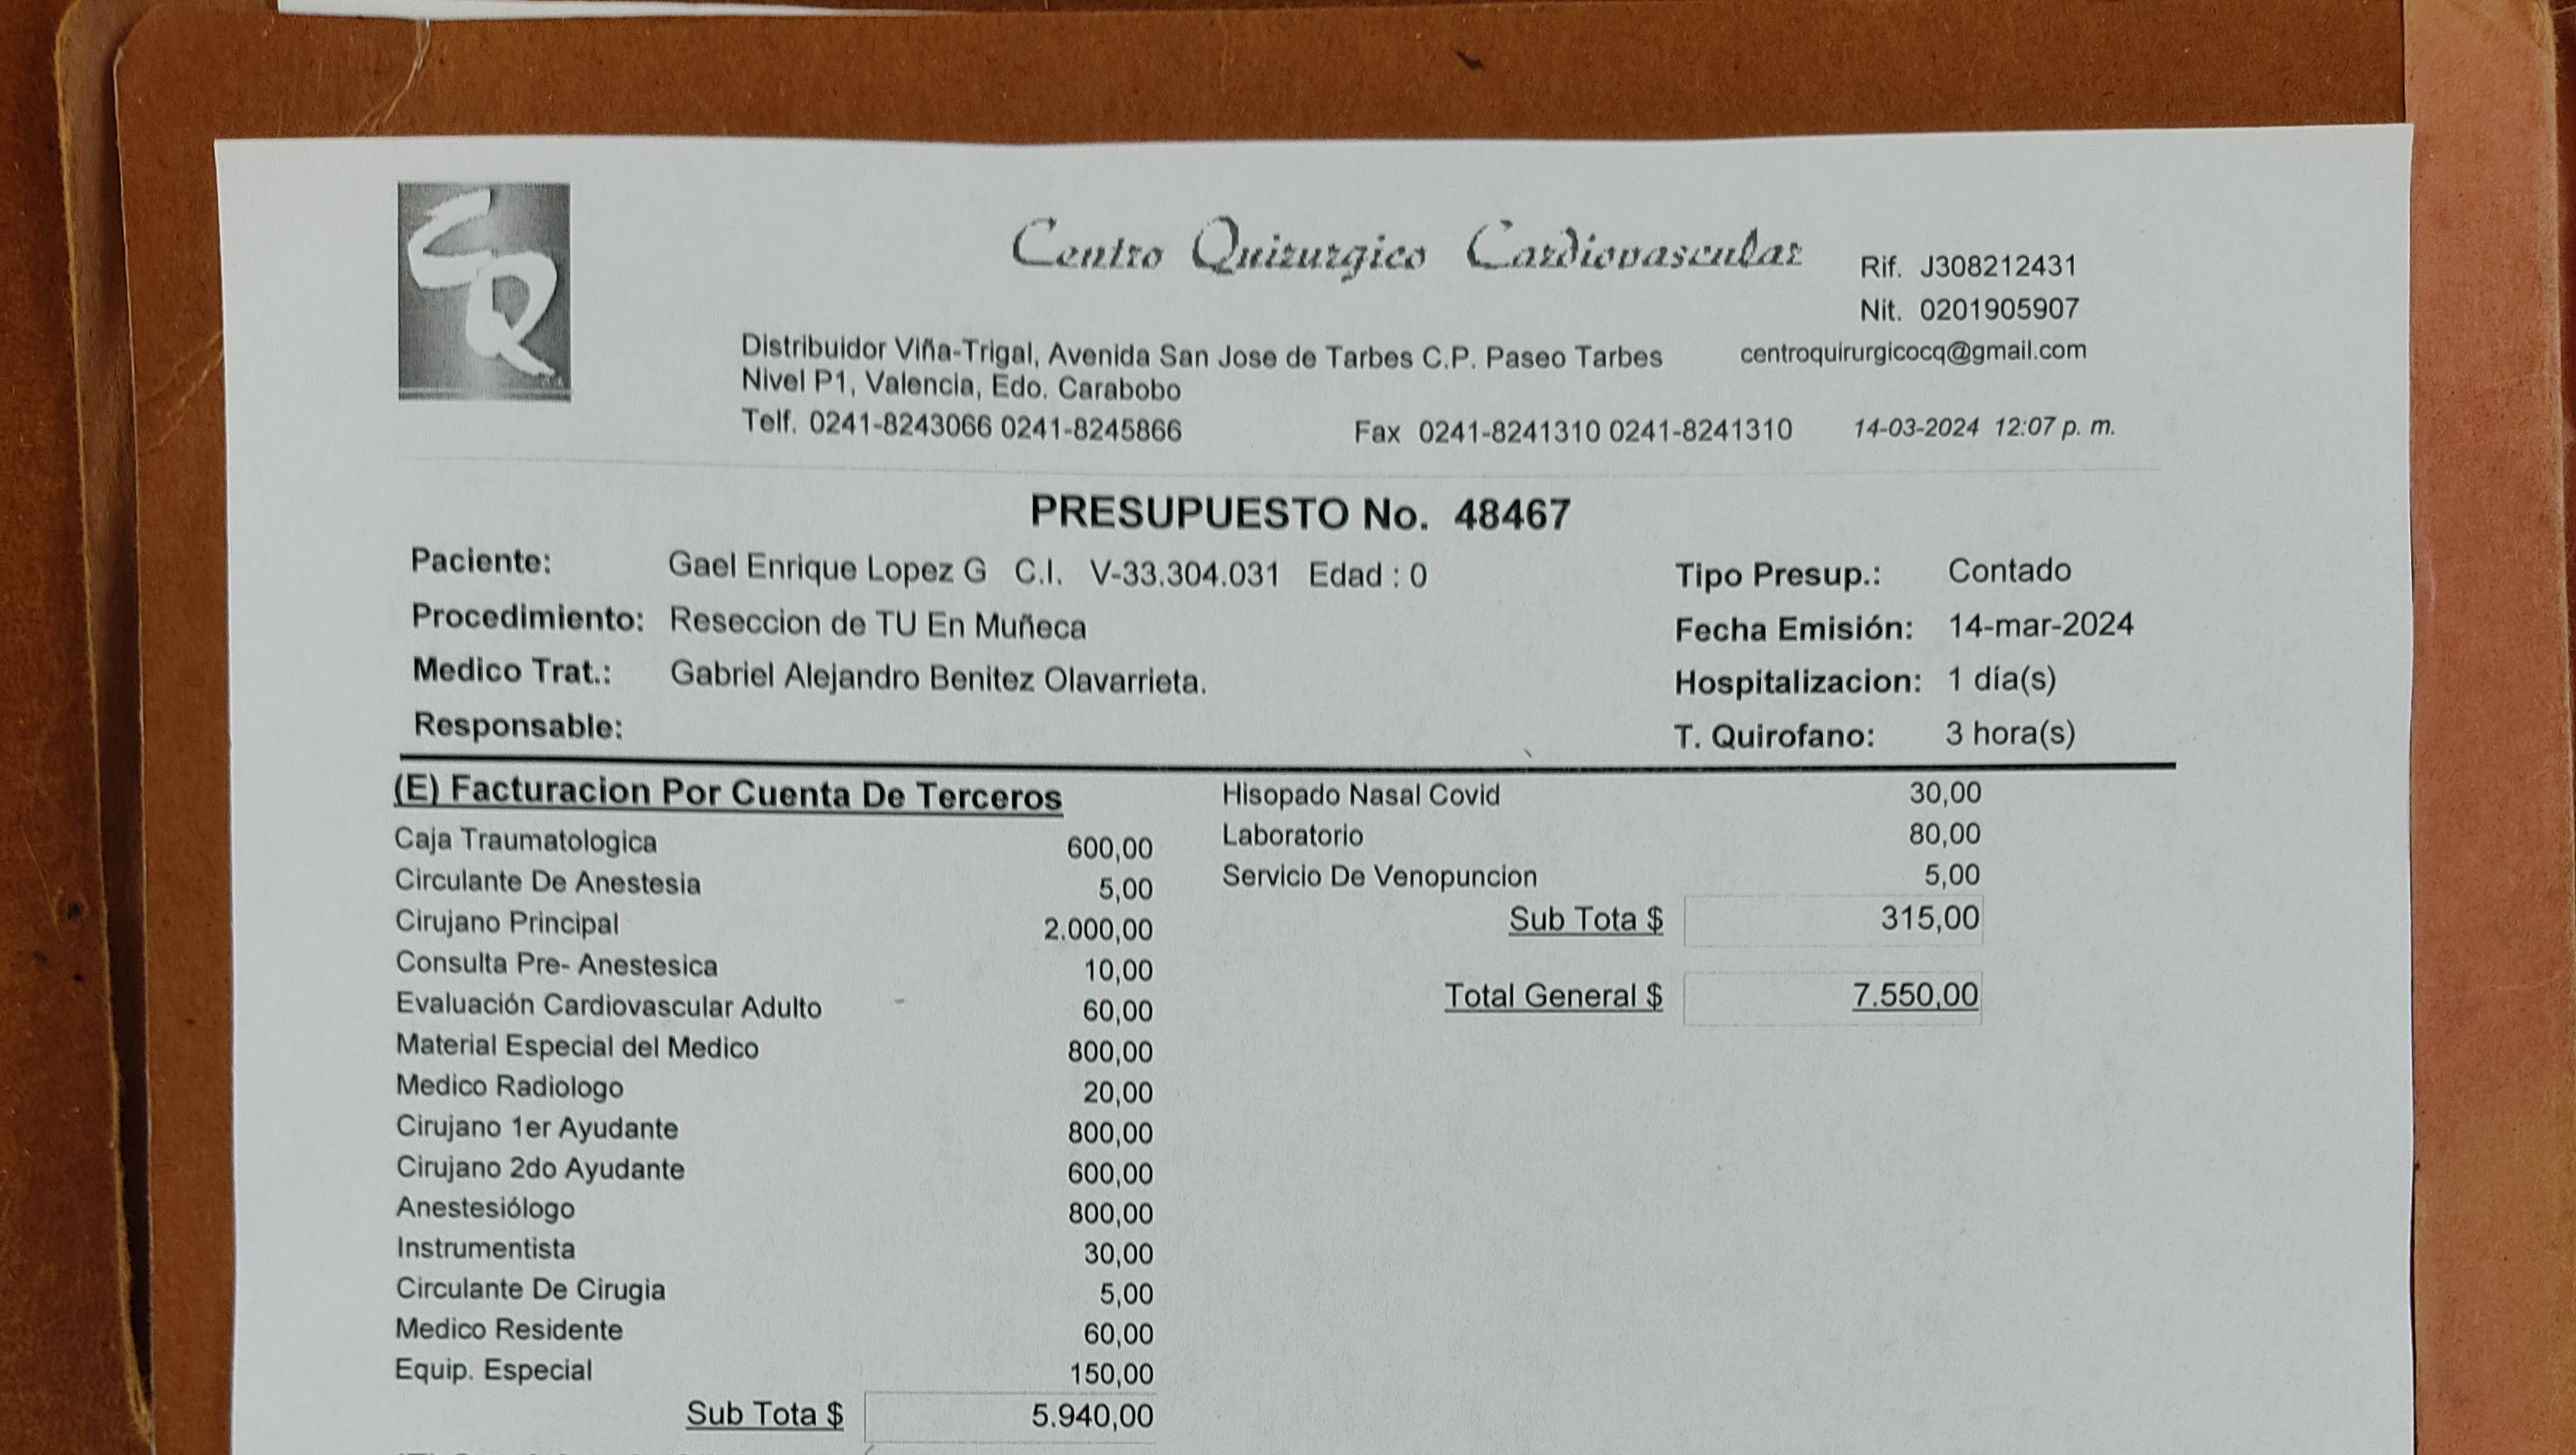 CQ
Centro Quirurgico Cardiovascular
Rif. J308212431
Nit. 0201905907
Distribuidor Viña-Trigal, Avenida San Jose de Tarbes C.P. Paseo Tarbes
centroquirurgicocq@gmail.com
Nivel P1, Valencia, Edo. Carabobo
Telf. 0241-8243066 0241-8245866 Fax 0241-8241310 0241-8241310 14-03-2024 12:07 p. m.
PRESUPUESTO No. 48467
Paciente: Gael Enrique Lopez G C.I. V-33.304.031 Edad : 0
Tipo Presup.: Contado
Procedimiento: Reseccion de TU En Muñeca
Fecha Emisión: 14-mar-2024
Medico Trat.: Gabriel Alejandro Benitez Olavarrieta.
Hospitalizacion: 1 día(s)
Responsable:
T. Quirofano: 3 hora(s)
(E) Facturacion Por Cuenta De Terceros
Caja Traumatologica 600,00
Circulante De Anestesia 5,00
Cirujano Principal 2.000,00
Consulta Pre- Anestesica 10,00
Evaluación Cardiovascular Adulto 60,00
Material Especial del Medico 800,00
Medico Radiologo 20,00
Cirujano 1er Ayudante 800,00
Cirujano 2do Ayudante 600,00
Anestesiólogo 800,00
Instrumentista 30,00
Circulante De Cirugia 5,00
Medico Residente 60,00
Equip. Especial 150,00
Sub Tota $ 5.940,00
Hisopado Nasal Covid 30,00
Laboratorio 80,00
Servicio De Venopuncion 5,00
Sub Tota $ 315,00
Total General $ 7.550,00